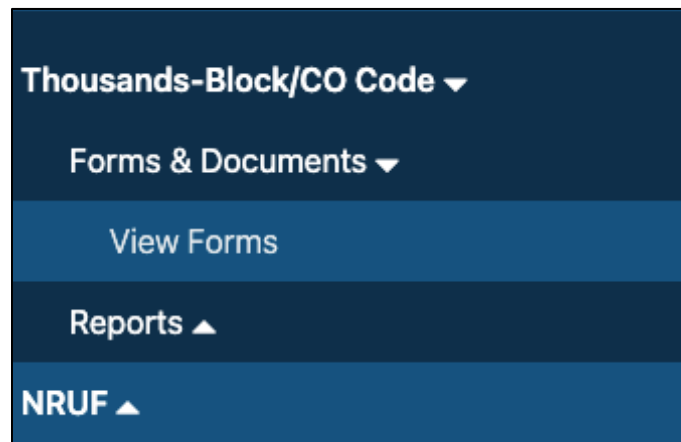 Thousands-Block/CO Code
Forms & Documents
View Forms
Reports
NRUF